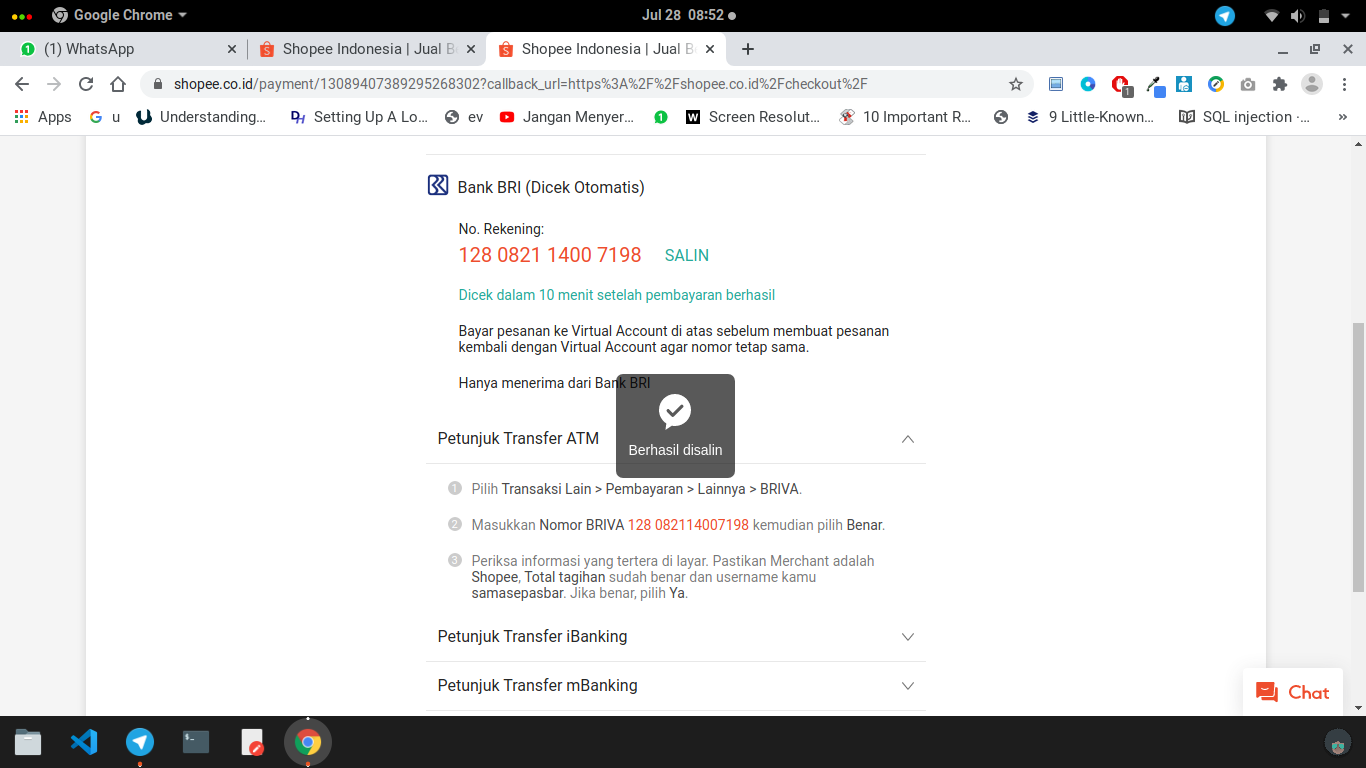 Google Chrome
Jul 28 08:52
(1) WhatsApp
Shopee Indonesia | Jual B
Shopee Indonesia | Jual B
shopee.co.id/payment/1308940738929526830​2?callback_url=https%3A%2F%2Fshopee.co.id%2Fcheckout%2F
1
Apps
u
Understanding...
Setting Up A Lo...
ev
Jangan Menyer...
Screen Resolut...
10 Important R...
9 Little-Known...
SQL injection -...
»
Bank BRI (Dicek Otomatis)
No. Rekening:
128 0821 1400 7198 SALIN
Dicek dalam 10 menit setelah pembayaran berhasil
Bayar pesanan ke Virtual Account di atas sebelum membuat pesanan
kembali dengan Virtual Account agar nomor tetap sama.
Hanya menerima dari Bank BRI
Berhasil disalin
Petunjuk Transfer ATM
1 Pilih Transaksi Lain > Pembayaran > Lainnya > BRIVA.
2 Masukkan Nomor BRIVA 128 082114007198 kemudian pilih Benar.
3 Periksa informasi yang tertera di layar. Pastikan Merchant adalah
Shopee, Total tagihan sudah benar dan username kamu
samasepasbar. Jika benar, pilih Ya.
Petunjuk Transfer iBanking
Petunjuk Transfer mBanking
Chat